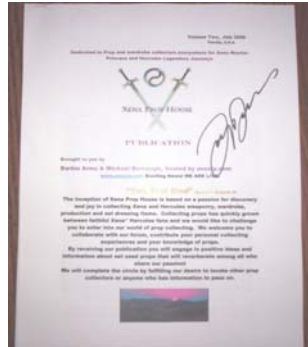 Dedicated to Prop and wardrobe collectors everywhere for Xena Warrior
Princess and Hercules Legendary Journeys
XENA PROP HOUSE
PUBLICATION
Brought to you by
The inception of Xena Prop House is based on a passion for discovery
and joy in collecting Xena and Hercules weaponry, wardrobe,
production and set dressing items. Collecting props has quickly grown
between faithful Xena* Hercules fans and we would like to challenge
you to enter into our world of prop collecting. We welcome you to
collaborate with our forum, contribute your personal collecting
experiences and your knowledge of props.
By receiving our publication you will engage in positive ideas and
information about set used props that will reverberate among all who
share our passion!
We will complete the circle by fulfilling our desire to locate other prop
collectors or anyone who has information to pass on.